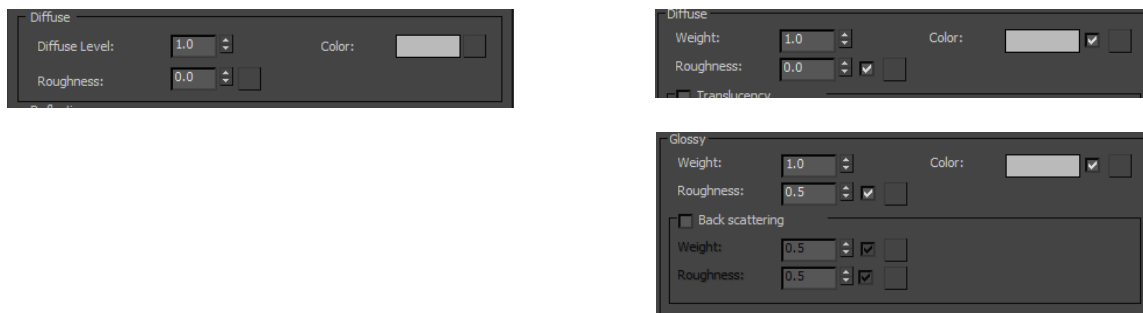 Diffuse
Diffuse Level: 1.0 Color:
Roughness: 0.0
Diffuse
Weight: 1.0 Color:
Roughness: 0.0
Translucency
Glossy
Weight: 1.0 Color:
Roughness: 0.5
Back scattering
Weight: 0.5
Roughness: 0.5